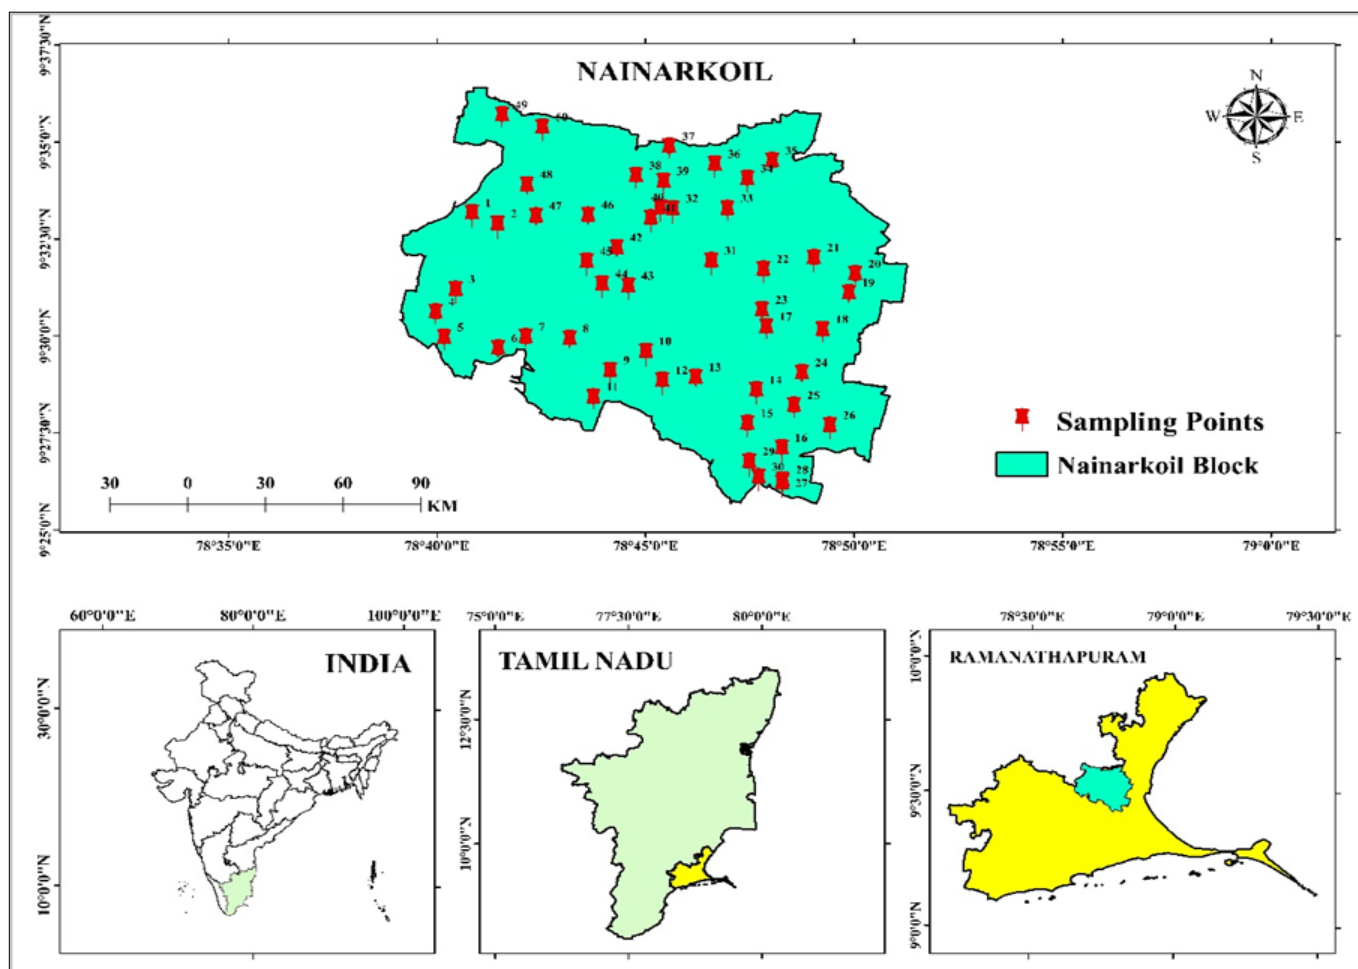 NAINARKOIL
N
W E
S
9°37'30"N
9°35'0"N
9°32'30"N
9°30'0"N
9°27'30"N
9°25'0"N
49
50
37
36
35
38
39
34
48
1
2
47
46
40
41
32
33
42
45
31
22
21
20
3
44
43
19
4
23
17
18
5
6
7
8
10
9
12
13
24
11
14
25
15
26
16
29
30
28
27
Sampling Points
Nainarkoil Block
30 0 30 60 90
KM
78°35'0"E 78°40'0"E 78°45'0"E 78°50'0"E 78°55'0"E 79°0'0"E
60°0'0"E 80°0'0"E 100°0'0"E
INDIA
30°0'0"N
10°0'0"N
75°0'0"E 77°30'0"E 80°0'0"E
TAMIL NADU
12°30'0"N
10°0'0"N
78°30'0"E 79°0'0"E 79°30'0"E
RAMANATHAPURAM
10°0'0"N
9°30'0"N
9°0'0"N